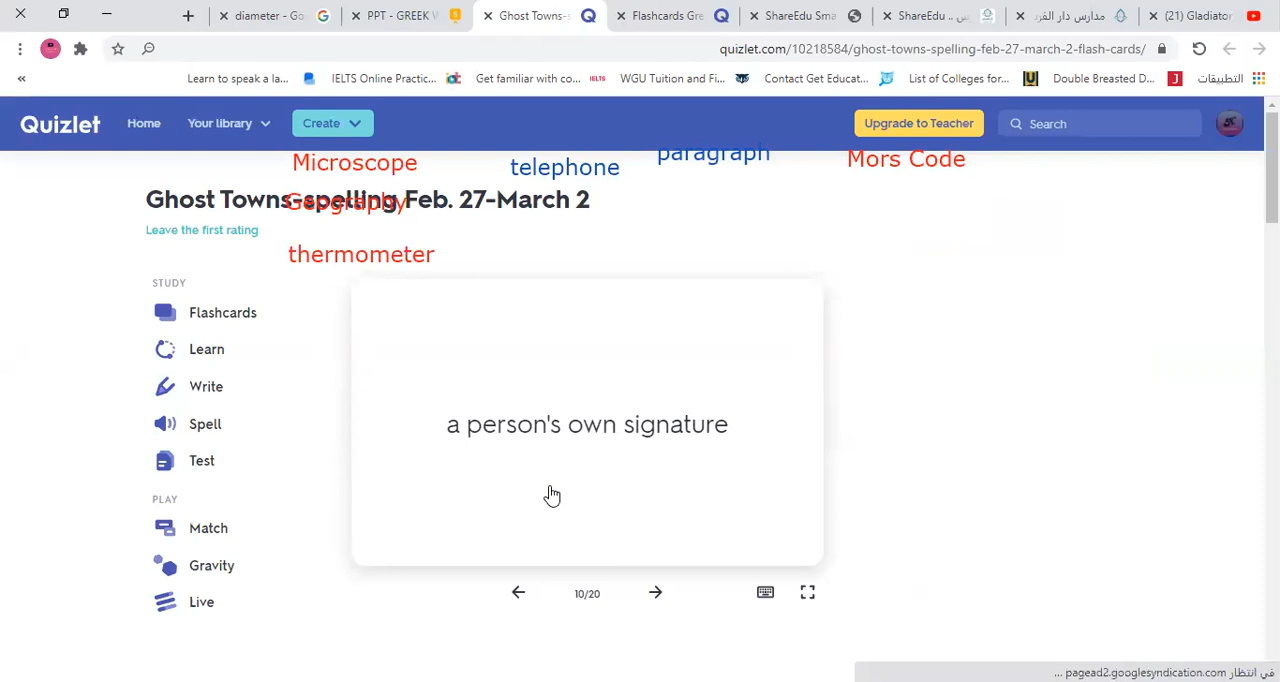 diameter - Go
PPT - GREEK W
Ghost Towns-s
Flashcards Gre
ShareEdu Sma
ShareEdu .. بس
مدارس دار الفرد
(21) Gladiator
quizlet.com/10218584/ghost-towns-spelling-feb-27-march-2-flash-cards/
Learn to speak a la...
IELTS Online Practic...
Get familiar with co...
IELTS
WGU Tuition and Fi...
Contact Get Educat...
List of Colleges for...
Double Breasted D...
J
التطبيقات
Quizlet
Home
Your library
Create
Upgrade to Teacher
Search
Microscope
telephone
paragraph
Mors Code
Ghost Towns-spelling Feb. 27-March 2
Geography
Leave the first rating
thermometer
STUDY
Flashcards
Learn
Write
Spell
Test
PLAY
Match
Gravity
Live
a person's own signature
10/20
في انتظار pagead2.googlesyndication.com ...